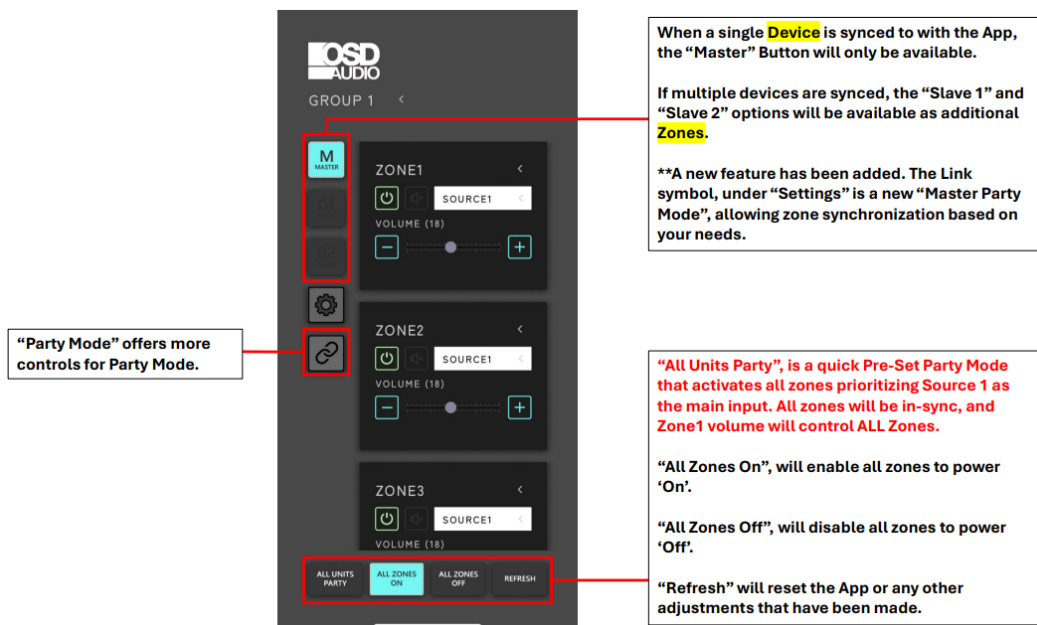 OSD
AUDIO
GROUP 1 <
M
MASTER
01
02
ZONE1 <
SOURCE1 <
VOLUME (18)
ZONE2 <
SOURCE1 <
VOLUME (18)
ZONE3 <
SOURCE1 <
VOLUME (18)
ALL UNITS
PARTY
ALL ZONES
ON
ALL ZONES
OFF
REFRESH
“Party Mode” offers more
controls for Party Mode.
When a single Device is synced to with the App,
the “Master” Button will only be available.
If multiple devices are synced, the “Slave 1” and
“Slave 2” options will be available as additional
Zones.
**A new feature has been added. The Link
symbol, under “Settings” is a new “Master Party
Mode”, allowing zone synchronization based on
your needs.
“All Units Party”, is a quick Pre-Set Party Mode
that activates all zones prioritizing Source 1 as
the main input. All zones will be in-sync, and
Zone1 volume will control ALL Zones.
“All Zones On”, will enable all zones to power
‘On’.
“All Zones Off”, will disable all zones to power
‘Off’.
“Refresh” will reset the App or any other
adjustments that have been made.